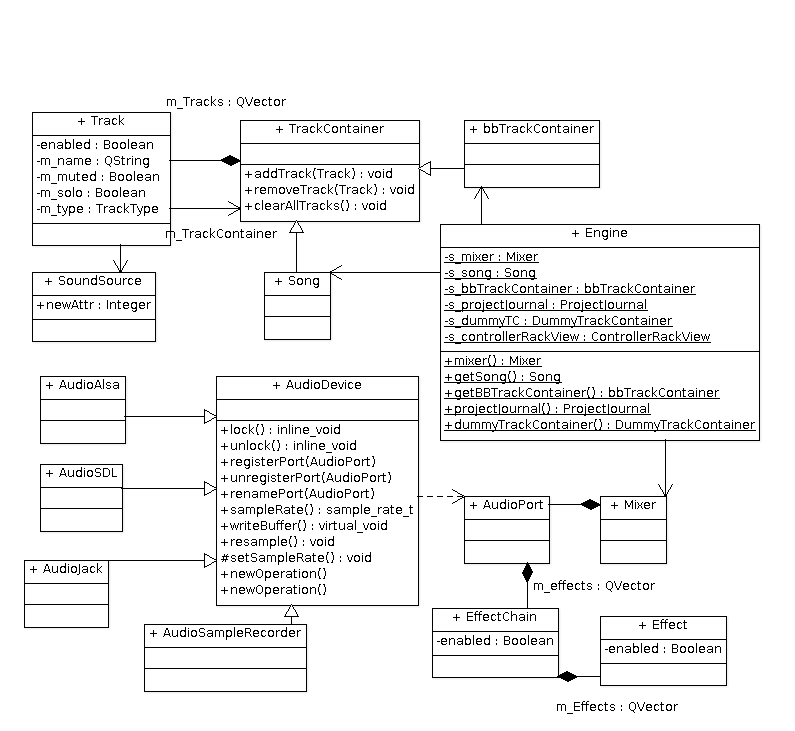 m_Tracks : QVector
+ Track
-enabled : Boolean
-m_name : QString
-m_muted : Boolean
-m_solo : Boolean
-m_type : TrackType
+ TrackContainer
+addTrack(Track) : void
+removeTrack(Track) : void
+clearAllTracks() : void
+ bbTrackContainer
m_TrackContainer
+ Engine
-s_mixer : Mixer
-s_song : Song
-s_bbTrackContainer : bbTrackContainer
-s_projectJournal : ProjectJournal
-s_dummyTC : DummyTrackContainer
-s_controllerRackView : ControllerRackView
+mixer() : Mixer
+getSong() : Song
+getBBTrackContainer() : bbTrackContainer
+projectJournal() : ProjectJournal
+dummyTrackContainer() : DummyTrackContainer
+ SoundSource
+newAttr : Integer
+ Song
+ AudioAlsa
+ AudioDevice
+lock() : inline_void
+unlock() : inline_void
+registerPort(AudioPort)
+unregisterPort(AudioPort)
+renamePort(AudioPort)
+sampleRate() : sample_rate_t
+writeBuffer() : virtual_void
+resample() : void
#setSampleRate() : void
+newOperation()
+newOperation()
+ AudioSDL
+ AudioPort
+ Mixer
+ AudioJack
m_effects : QVector
+ EffectChain
-enabled : Boolean
+ Effect
-enabled : Boolean
+ AudioSampleRecorder
m_Effects : QVector